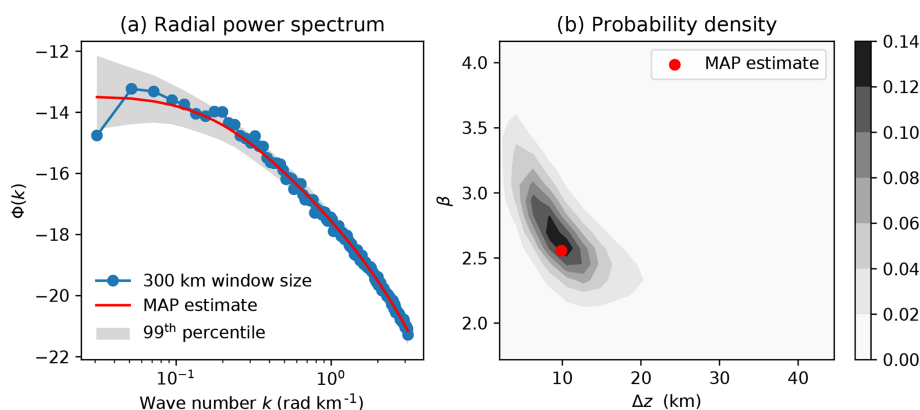 (a) Radial power spectrum
−12
−14
−16
−18
−20
−22
Φ(k)
300 km window size
MAP estimate
99th percentile
10−1
100
Wave number k (rad km−1)
(b) Probability density
4.0
3.5
3.0
2.5
2.0
β
MAP estimate
10
20
30
40
Δz (km)
0.14
0.12
0.10
0.08
0.06
0.04
0.02
0.00